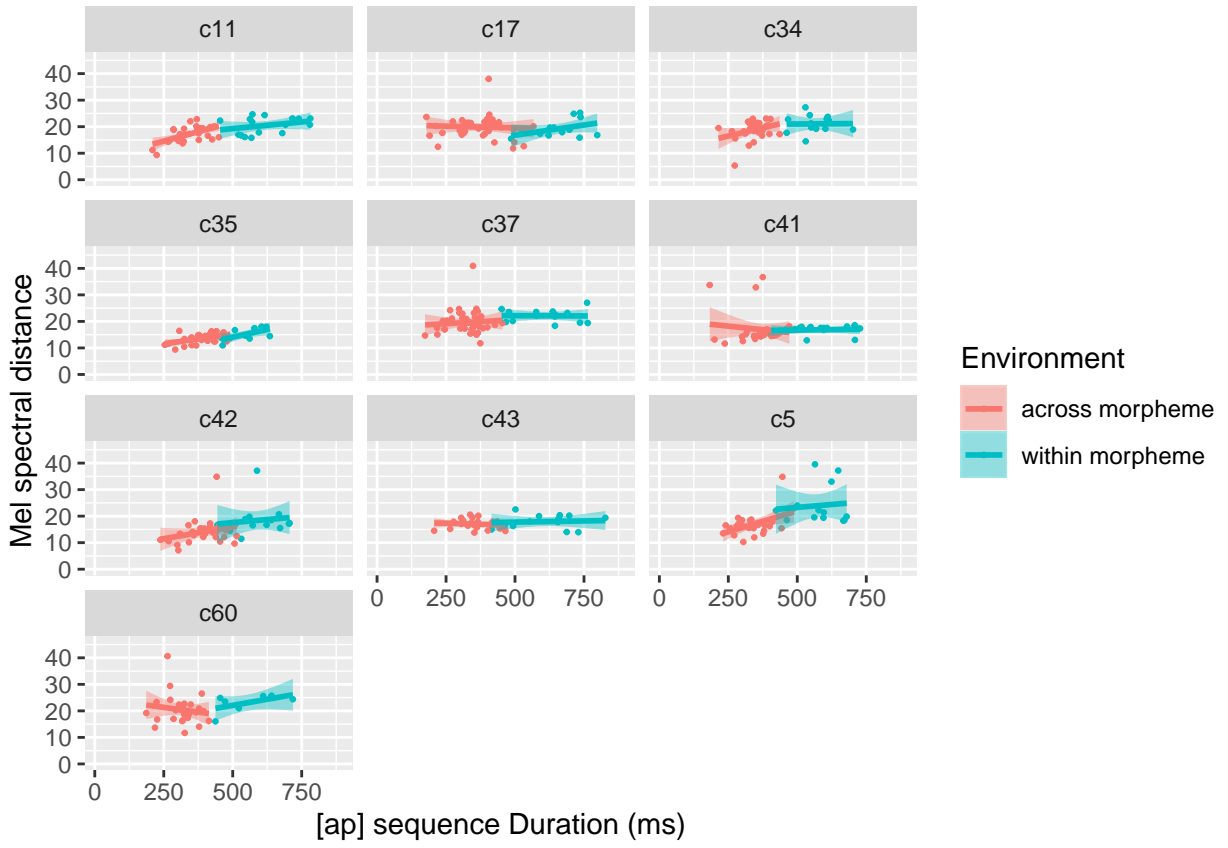 c11 c17 c34
40
30
20
10
0
c35 c37 c41
40
30
20
10
0
c42 c43 c5
40
30
20
10
0
0 250 500 750 0 250 500 750
c60
40
30
20
10
0
0 250 500 750
Mel spectral distance
[ap] sequence Duration (ms)
Environment
across morpheme
within morpheme